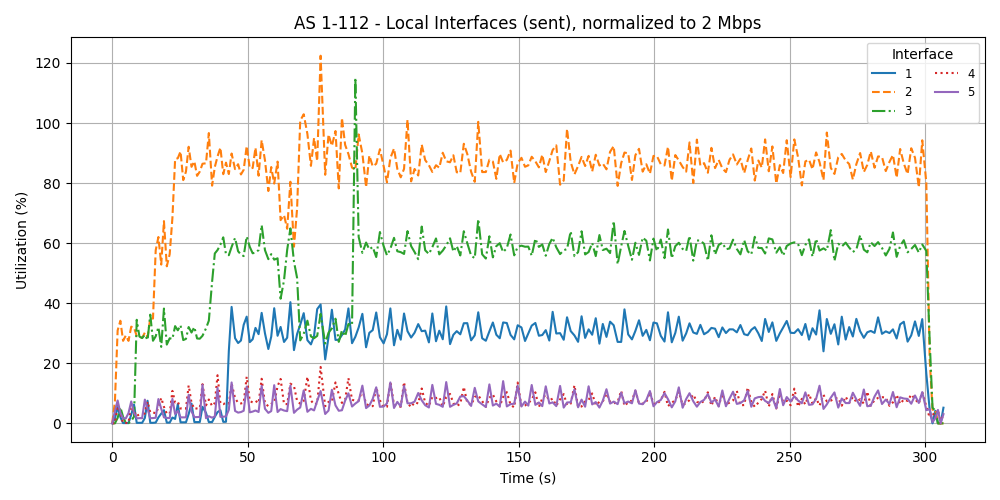 AS 1-112 - Local Interfaces (sent), normalized to 2 Mbps
Utilization (%)
120
100
80
60
40
20
0
0 50 100 150 200 250 300
Time (s)
Interface
1 4
2 5
3